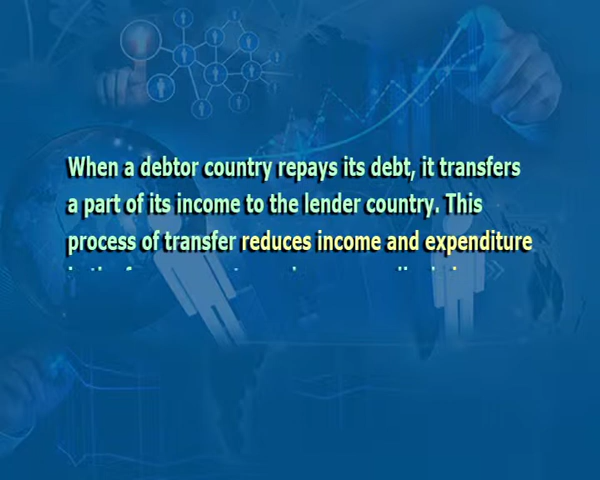 When a debtor country repays its debt, it transfers
a part of its income to the lender country. This
process of transfer reduces income and expenditure